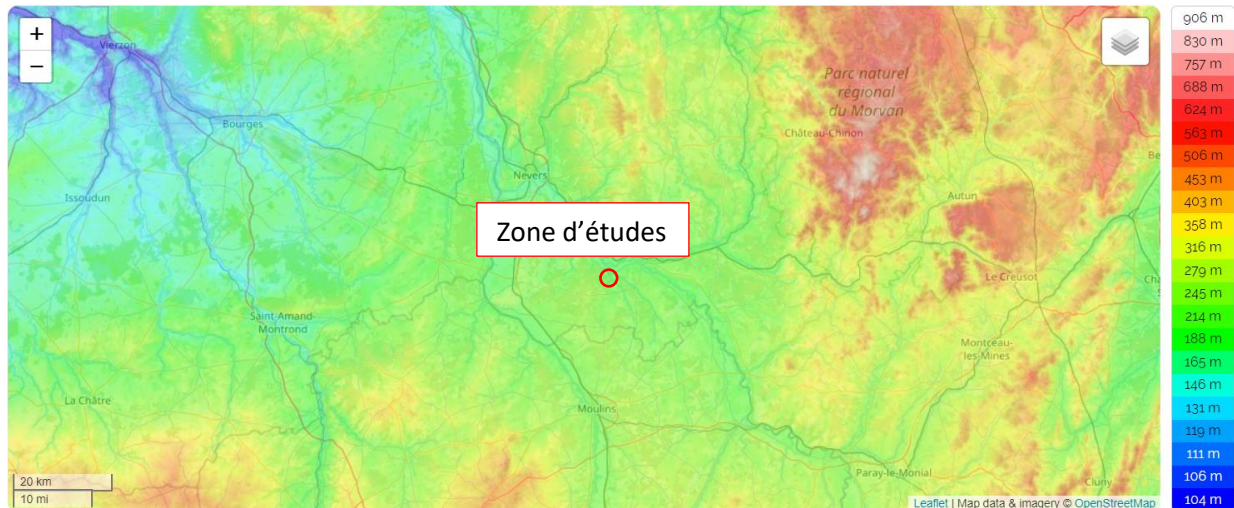 +
−
Vierzon
Bourges
Issoudun
Nevers
Parc naturel
régional
du Morvan
Château-Chinon
Autun
Zone d'études
Le Creusot
Saint-Amand-
Montrond
Montceau-
les-Mines
La Châtre
Moulins
Paray-le-Monial
Cluny
Be
Cha
S
20 km
10 mi
Leaflet | Map data & imagery © OpenStreetMap
906 m
830 m
757 m
688 m
624 m
563 m
506 m
453 m
403 m
358 m
316 m
279 m
245 m
214 m
188 m
165 m
146 m
131 m
119 m
111 m
106 m
104 m